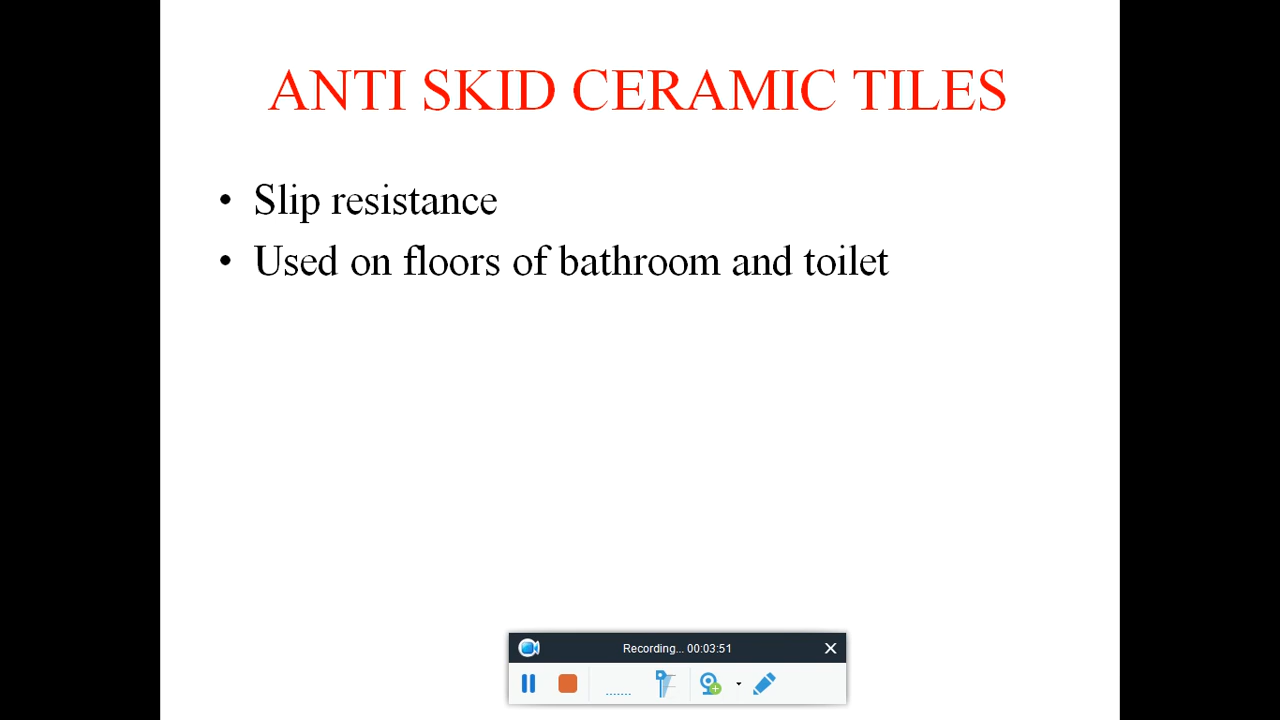 ANTI SKID CERAMIC TILES
• Slip resistance
• Used on floors of bathroom and toilet
Recording... 00:03:51